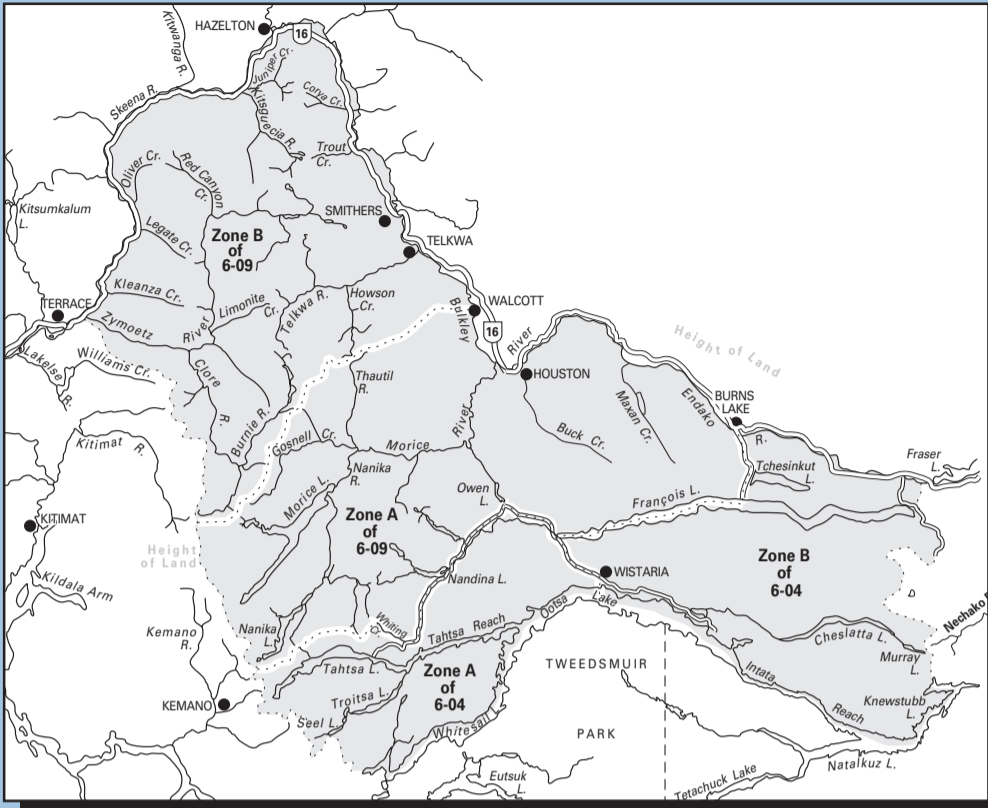 HAZELTON
16
Kitwanga R.
Juniper Cr.
Skeena R.
Corya Cr.
Kitsguecia R.
Trout
Cr.
Oliver Cr.
Red Canyon
Cr.
Kitsumkalum
L.
SMITHERS
Legate Cr.
Zone B
of
6-09
TELKWA
Kleanza Cr.
Limonite
Cr.
Telkwa R.
Howson
Cr.
Bulkley
WALCOTT
TERRACE
Zymoetz
River
16
River
Height of Land
Lakelse R.
Williams Cr.
Clore
R.
Thautil
R.
HOUSTON
Maxan Cr.
Endako
R.
BURNS
LAKE
Burnie R.
Buck Cr.
Kitimat R.
Gosnell Cr.
Morice
River
Nanika
R.
Tchesinkut
L.
Fraser
L.
Morice L.
Owen
L.
François L.
KITIMAT
Zone A
of
6-09
Height
of Land
Zone B
of
6-04
Nandina L.
WISTARIA
Kildala Arm
Ootsa
Lake
Kemano
R.
Nanika
L.
Whiting
Cr.
Tahtsa Reach
Nechako
Cheslatta L.
Murray
L.
Tahtsa L.
Zone A
of
6-04
TWEEDSMUIR
PARK
Intata
Reach
Troitsa L.
KEMANO
Seel L.
Whitesail
Knewstubb
L.
Eutsuk
L.
Tetachuck Lake
Natalkuz L.